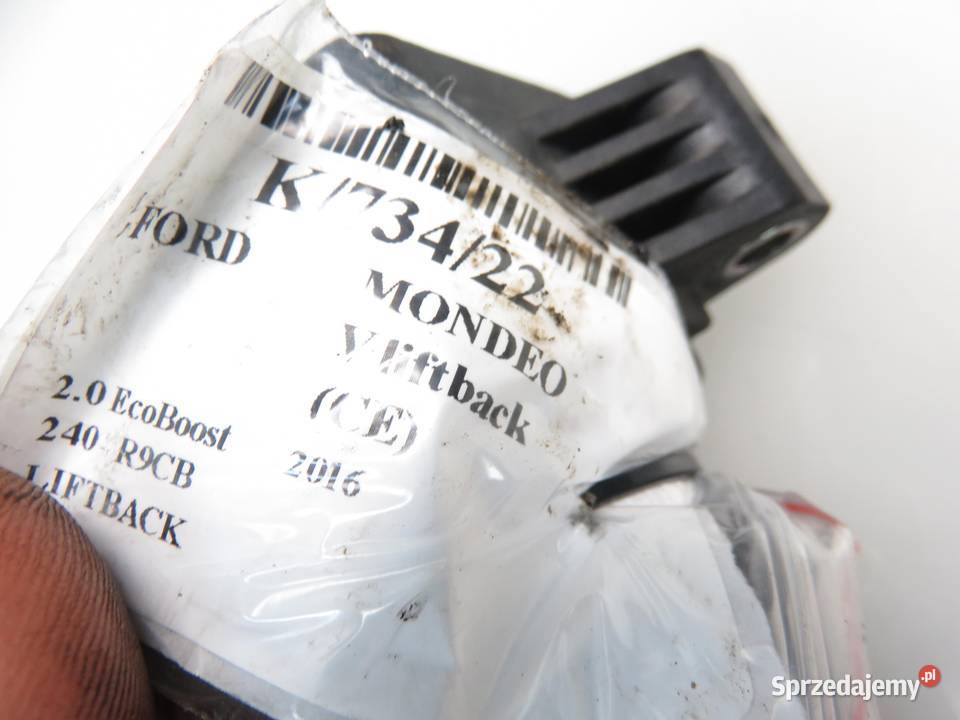 K/734/22
FORD
MONDEO
V liftback
(CE)
2.0 EcoBoost
240 R9CB 2016
LIFTBACK
Sprzedajemy.pl